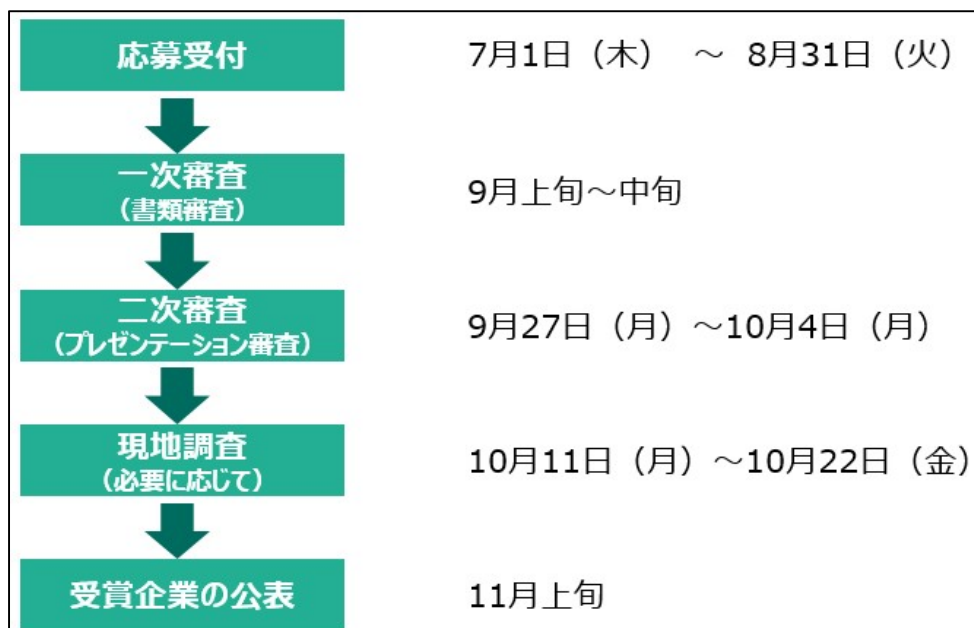 応募受付
7月1日（木） ～ 8月31日（火）
一次審査
（書類審査）
9月上旬～中旬
二次審査
（プレゼンテーション審査）
9月27日（月）～10月4日（月）
現地調査
（必要に応じて）
10月11日（月）～10月22日（金）
受賞企業の公表
11月上旬